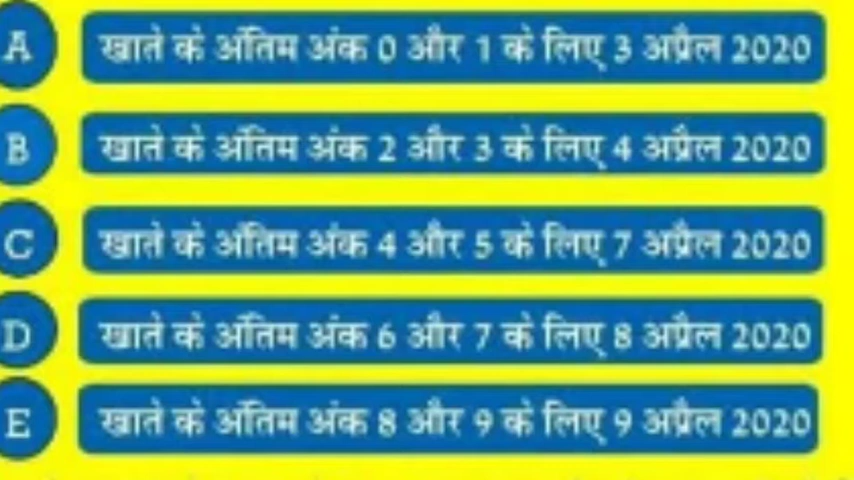 A खाते के अंतिम अंक 0 और 1 के लिए 3 अप्रैल 2020
B खाते के अंतिम अंक 2 और 3 के लिए 4 अप्रैल 2020
C खाते के अंतिम अंक 4 और 5 के लिए 7 अप्रैल 2020
D खाते के अंतिम अंक 6 और 7 के लिए 8 अप्रैल 2020
E खाते के अंतिम अंक 8 और 9 के लिए 9 अप्रैल 2020